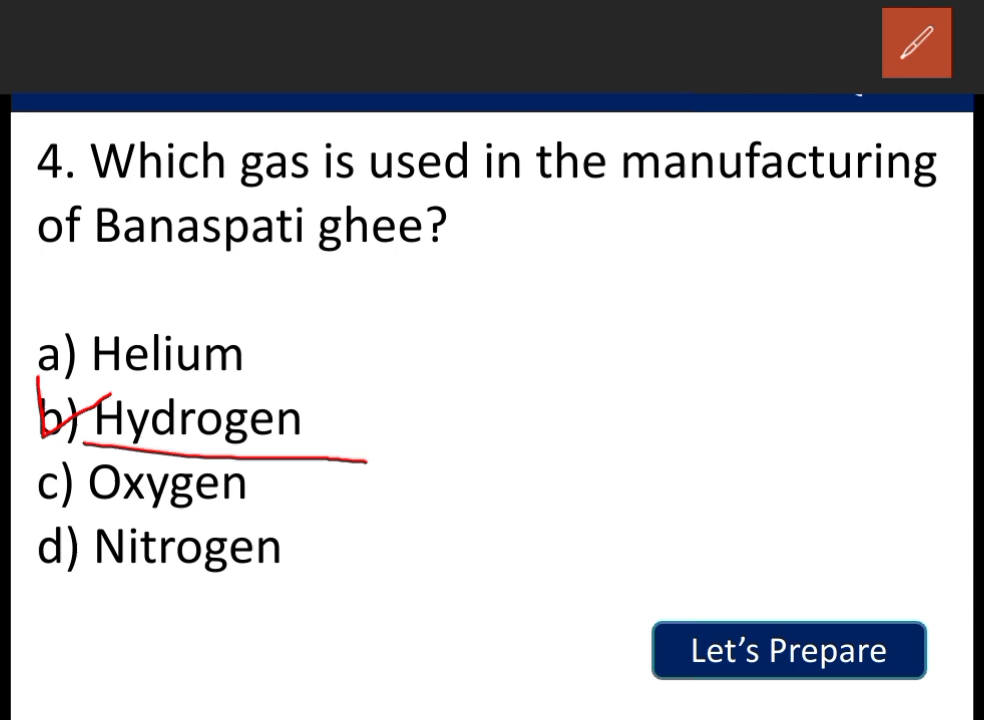 4. Which gas is used in the manufacturing
of Banaspati ghee?
a) Helium
b) Hydrogen
c) Oxygen
d) Nitrogen
Let's Prepare